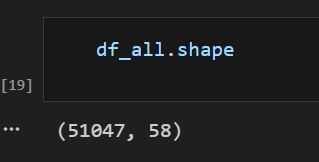 df_all.shape
[19]
... (51047, 58)